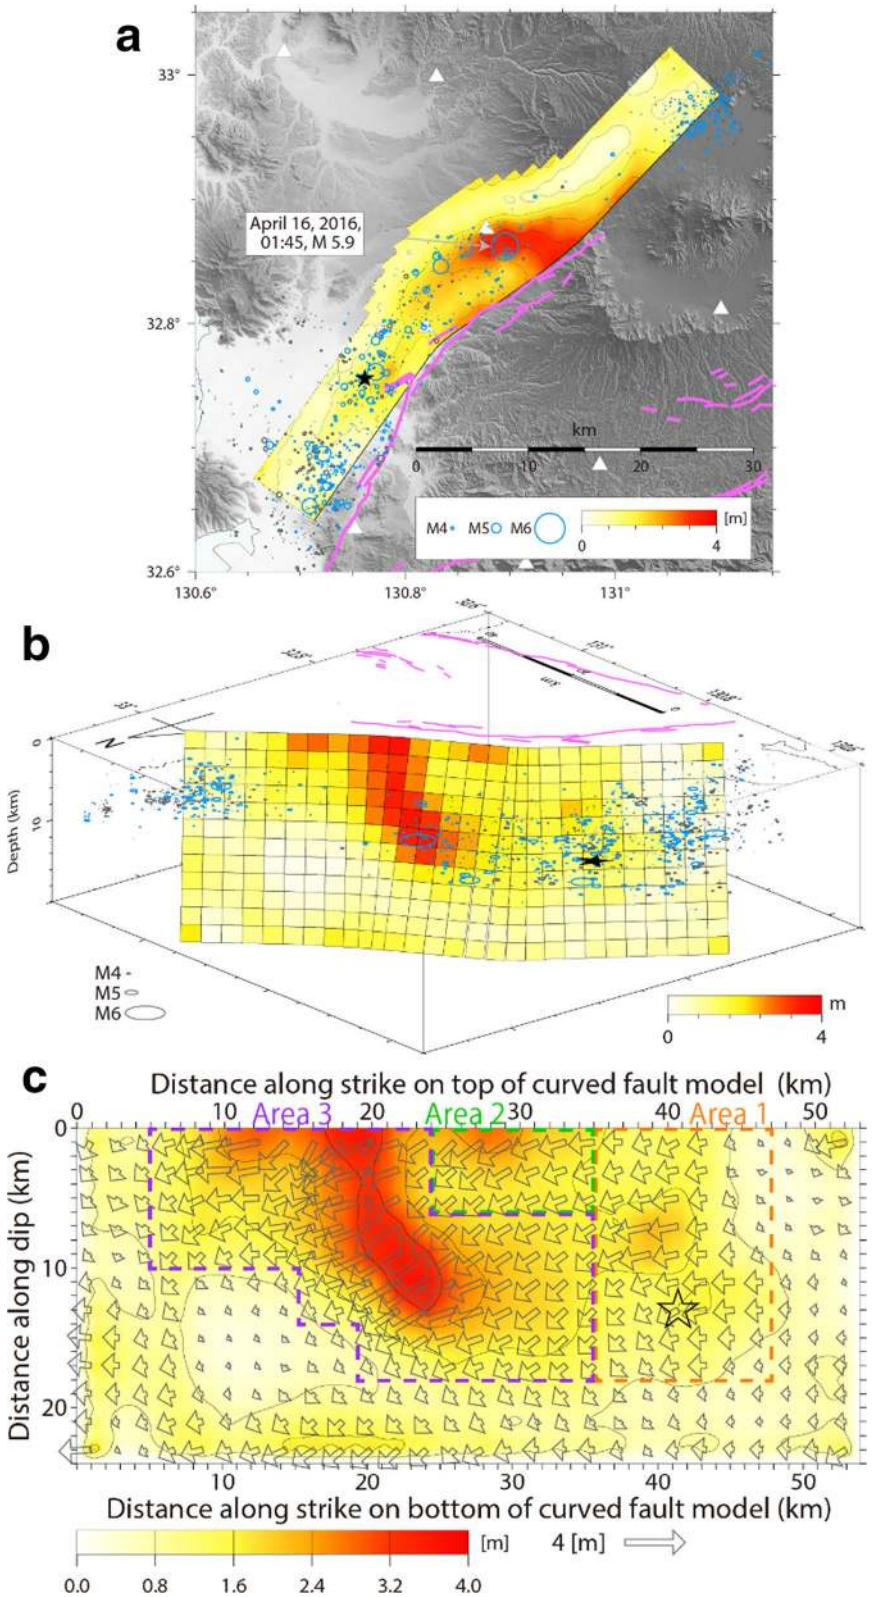 a
33°
April 16, 2016,
01:45, M 5.9
32.8°
km
0 10 20 30
M4 M5 M6 [m]
0 4
32.6°
130.6° 130.8° 131°
b
131°
33°
km
N
0
10
Depth (km)
M4
M5
M6
m
0 4
c
Distance along strike on top of curved fault model (km)
Area 3 Area 2 Area 1
0 10 20 30 40 50
0
10
20
Distance along dip (km)
10 20 30 40 50
Distance along strike on bottom of curved fault model (km)
[m] 4 [m]
0.0 0.8 1.6 2.4 3.2 4.0